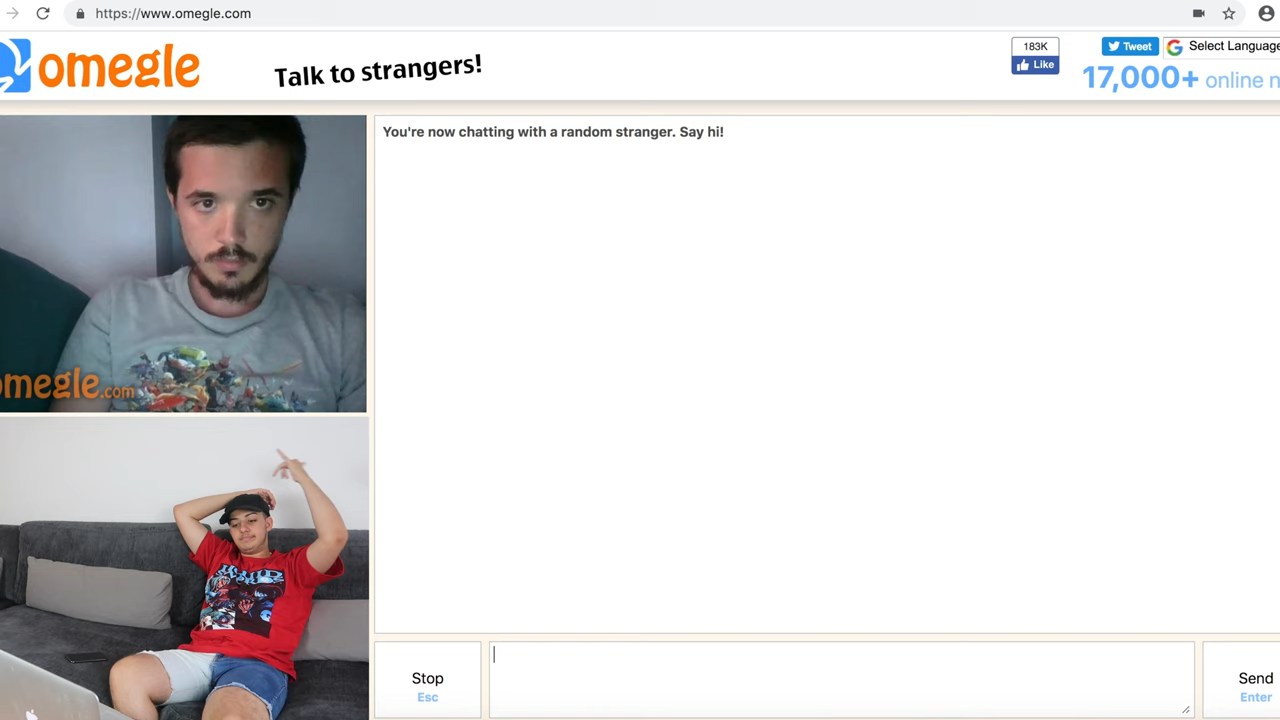 https://www.omegle.com
omegle
Talk to strangers!
183K
Like
Tweet
Select Language
17,000+ online n
You're now chatting with a random stranger. Say hi!
omegle.com
Stop
Esc
Send
Enter